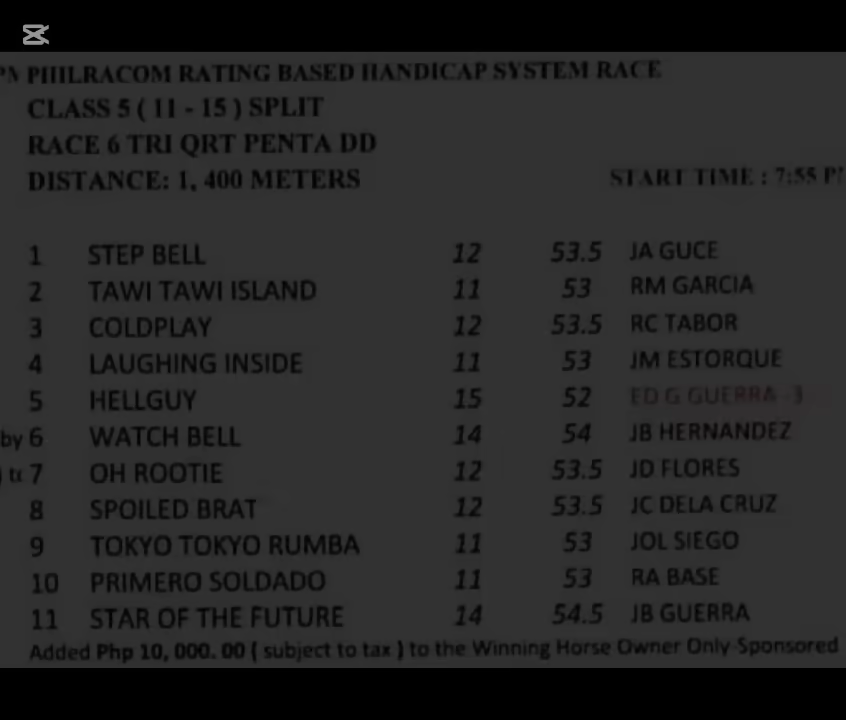 PHILRACOM RATING BASED HANDICAP SYSTEM RACE
CLASS 5 ( 11 - 15 ) SPLIT
RACE 6 TRI QRT PENTA DD
DISTANCE: 1, 400 METERS START TIME : 7:55
1 STEP BELL 12 53.5 JA GUCE
2 TAWI TAWI ISLAND 11 53 RM GARCIA
3 COLDPLAY 12 53.5 RC TABOR
4 LAUGHING INSIDE 11 53 JM ESTORQUE
5 HELLGUY 15 52 ED G GUERRA -3
by 6 WATCH BELL 14 54 JB HERNANDEZ
7 OH ROOTIE 12 53.5 JD FLORES
8 SPOILED BRAT 12 53.5 JC DELA CRUZ
9 TOKYO TOKYO RUMBA 11 53 JOL SIEGO
10 PRIMERO SOLDADO 11 53 RA BASE
11 STAR OF THE FUTURE 14 54.5 JB GUERRA
Added Php 10, 000. 00 ( subject to tax ) to the Winning Horse Owner Only-Sponsored